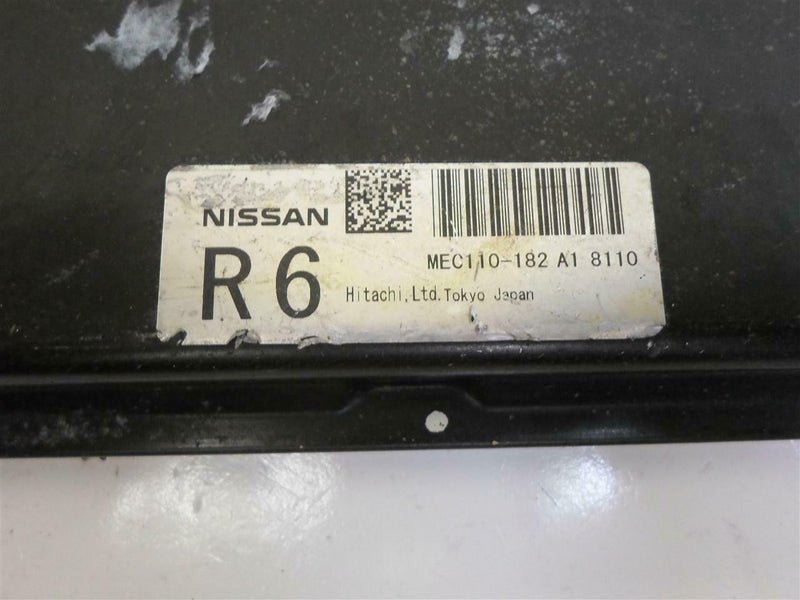 NISSAN
R6
MEC110-182 A1 8110
Hitachi,Ltd.Tokyo Japan